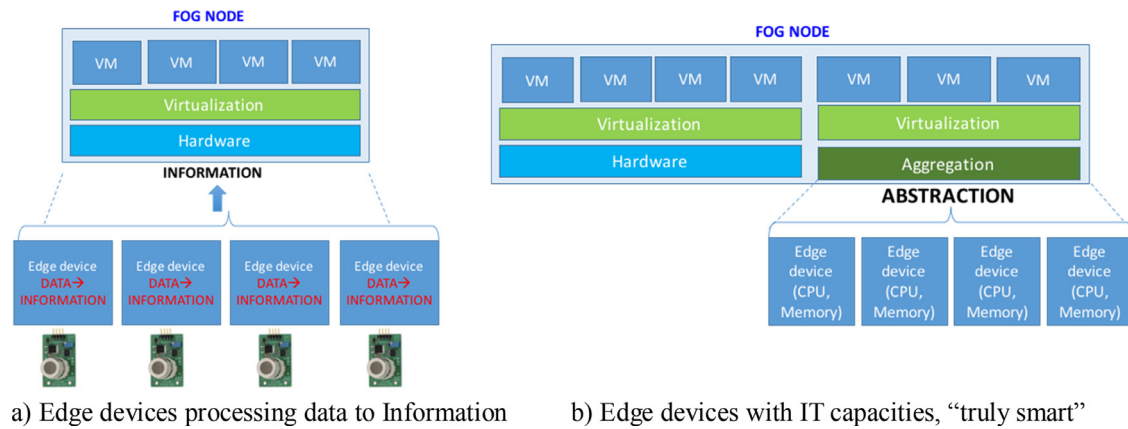 FOG NODE
VM VM VM VM
Virtualization
Hardware
INFORMATION
Edge device
DATA→
INFORMATION
Edge device
DATA→
INFORMATION
Edge device
DATA→
INFORMATION
Edge device
DATA→
INFORMATION
a) Edge devices processing data to Information
FOG NODE
VM VM VM VM
Virtualization
Hardware
VM VM VM
Virtualization
Aggregation
ABSTRACTION
Edge
device
(CPU,
Memory)
Edge
device
(CPU,
Memory)
Edge
device
(CPU,
Memory)
Edge
device
(CPU,
Memory)
b) Edge devices with IT capacities, “truly smart”